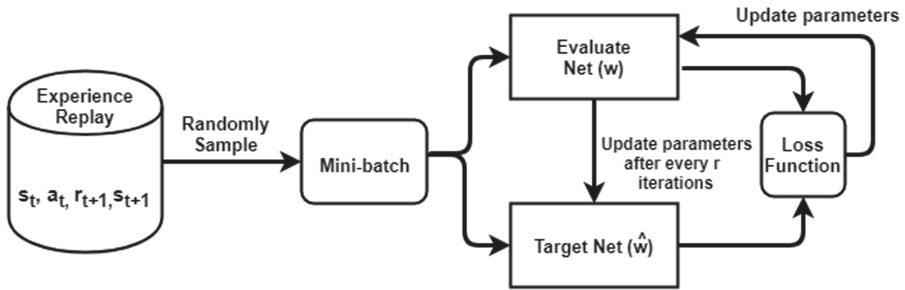 Experience
Replay
st, at, rt+1,st+1
Randomly
Sample
Mini-batch
Evaluate
Net (w)
Update parameters
after every r
iterations
Target Net (ŵ)
Loss
Function
Update parameters